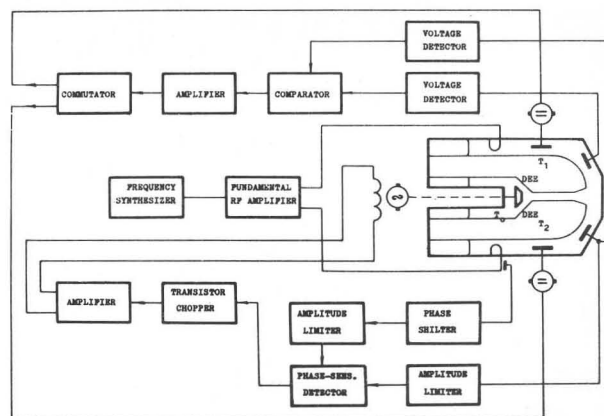 VOLTAGE
DETECTOR
COMMUTATOR
AMPLIFIER
COMPARATOR
VOLTAGE
DETECTOR
T1
DEE
FREQUENCY
SYNTHESIZER
FUNDAMENTAL
RF AMPLIFIER
To
DEE
T2
AMPLIFIER
TRANSISTOR
CHOPPER
AMPLITUDE
LIMITER
PHASE
SHILTER
PHASE-SENS.
DETECTOR
AMPLITUDE
LIMITER